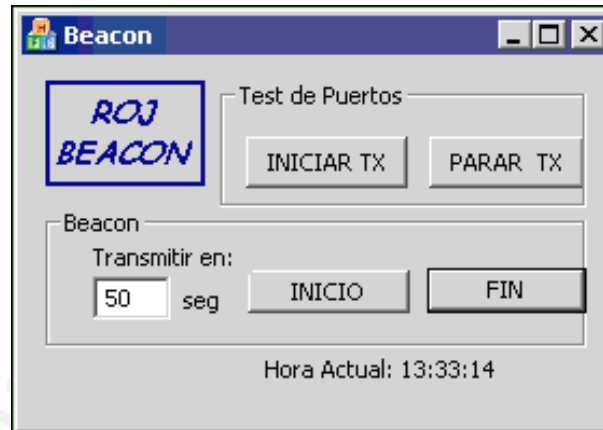 Beacon
ROJ
BEACON
Test de Puertos
INICIAR TX
PARAR TX
Beacon
Transmitir en:
50 seg
INICIO
FIN
Hora Actual: 13:33:14